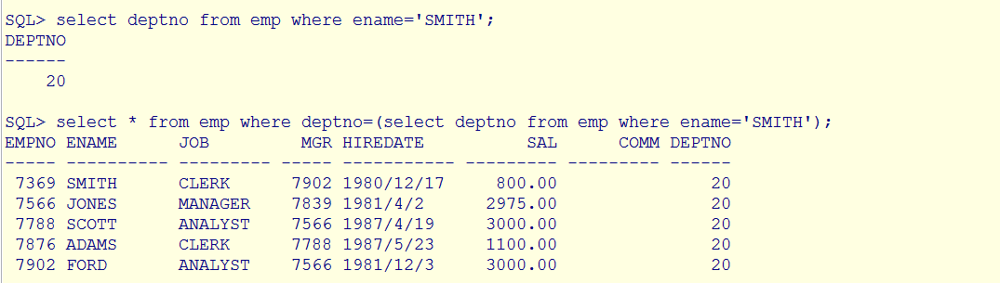 SQL> select deptno from emp where ename='SMITH';
DEPTNO
------
    20
SQL> select * from emp where deptno=(select deptno from emp where ename='SMITH');
EMPNO ENAME      JOB         MGR HIREDATE          SAL      COMM DEPTNO
----- ---------- --------- ----- ----------- --------- --------- ------
 7369 SMITH      CLERK      7902 1980/12/17     800.00               20
 7566 JONES      MANAGER    7839 1981/4/2      2975.00               20
 7788 SCOTT      ANALYST    7566 1987/4/19     3000.00               20
 7876 ADAMS      CLERK      7788 1987/5/23     1100.00               20
 7902 FORD       ANALYST    7566 1981/12/3     3000.00               20